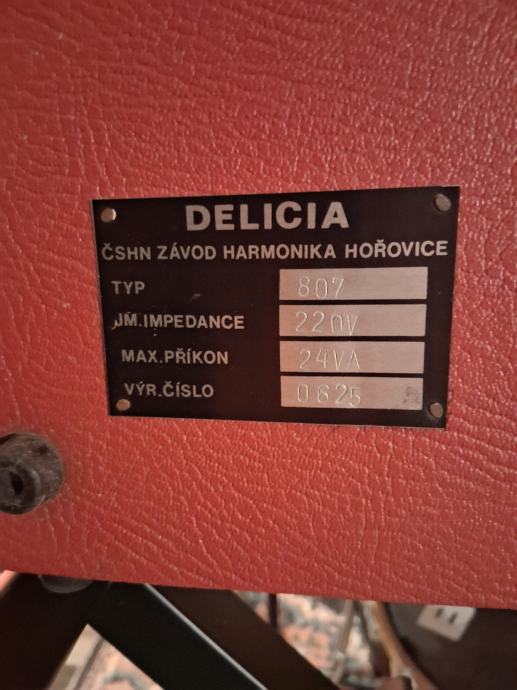 DELICIA
ČSHN ZÁVOD HARMONIKA HOŘOVICE
TYP 807
JM.IMPEDANCE 220V
MAX.PŘÍKON 24VA
VÝR.ČÍSLO 0625